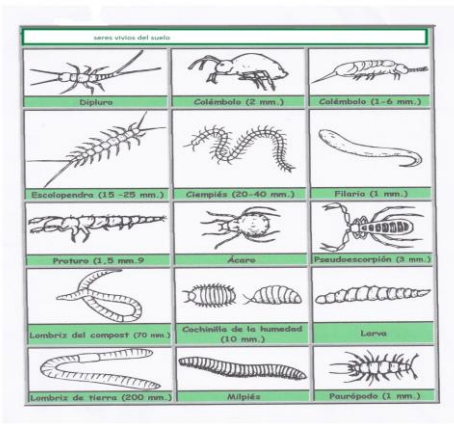 seres vivios del suelo
Dipluro
Colémbolo (2 mm.)
Colémbolo (1-6 mm.)
Escolopendra (15 -25 mm.)
Ciempiés (20-40 mm.)
Filaria (1 mm.)
Proturo (1,5 mm.9
Ácaro
Pseudoescorpión (3 mm.)
Lombriz del compost (70 mm.)
Cochinilla de la humedad
(10 mm.)
Larva
Lombriz de tierra (200 mm.)
Milpiés
Paurópodo (1 mm.)